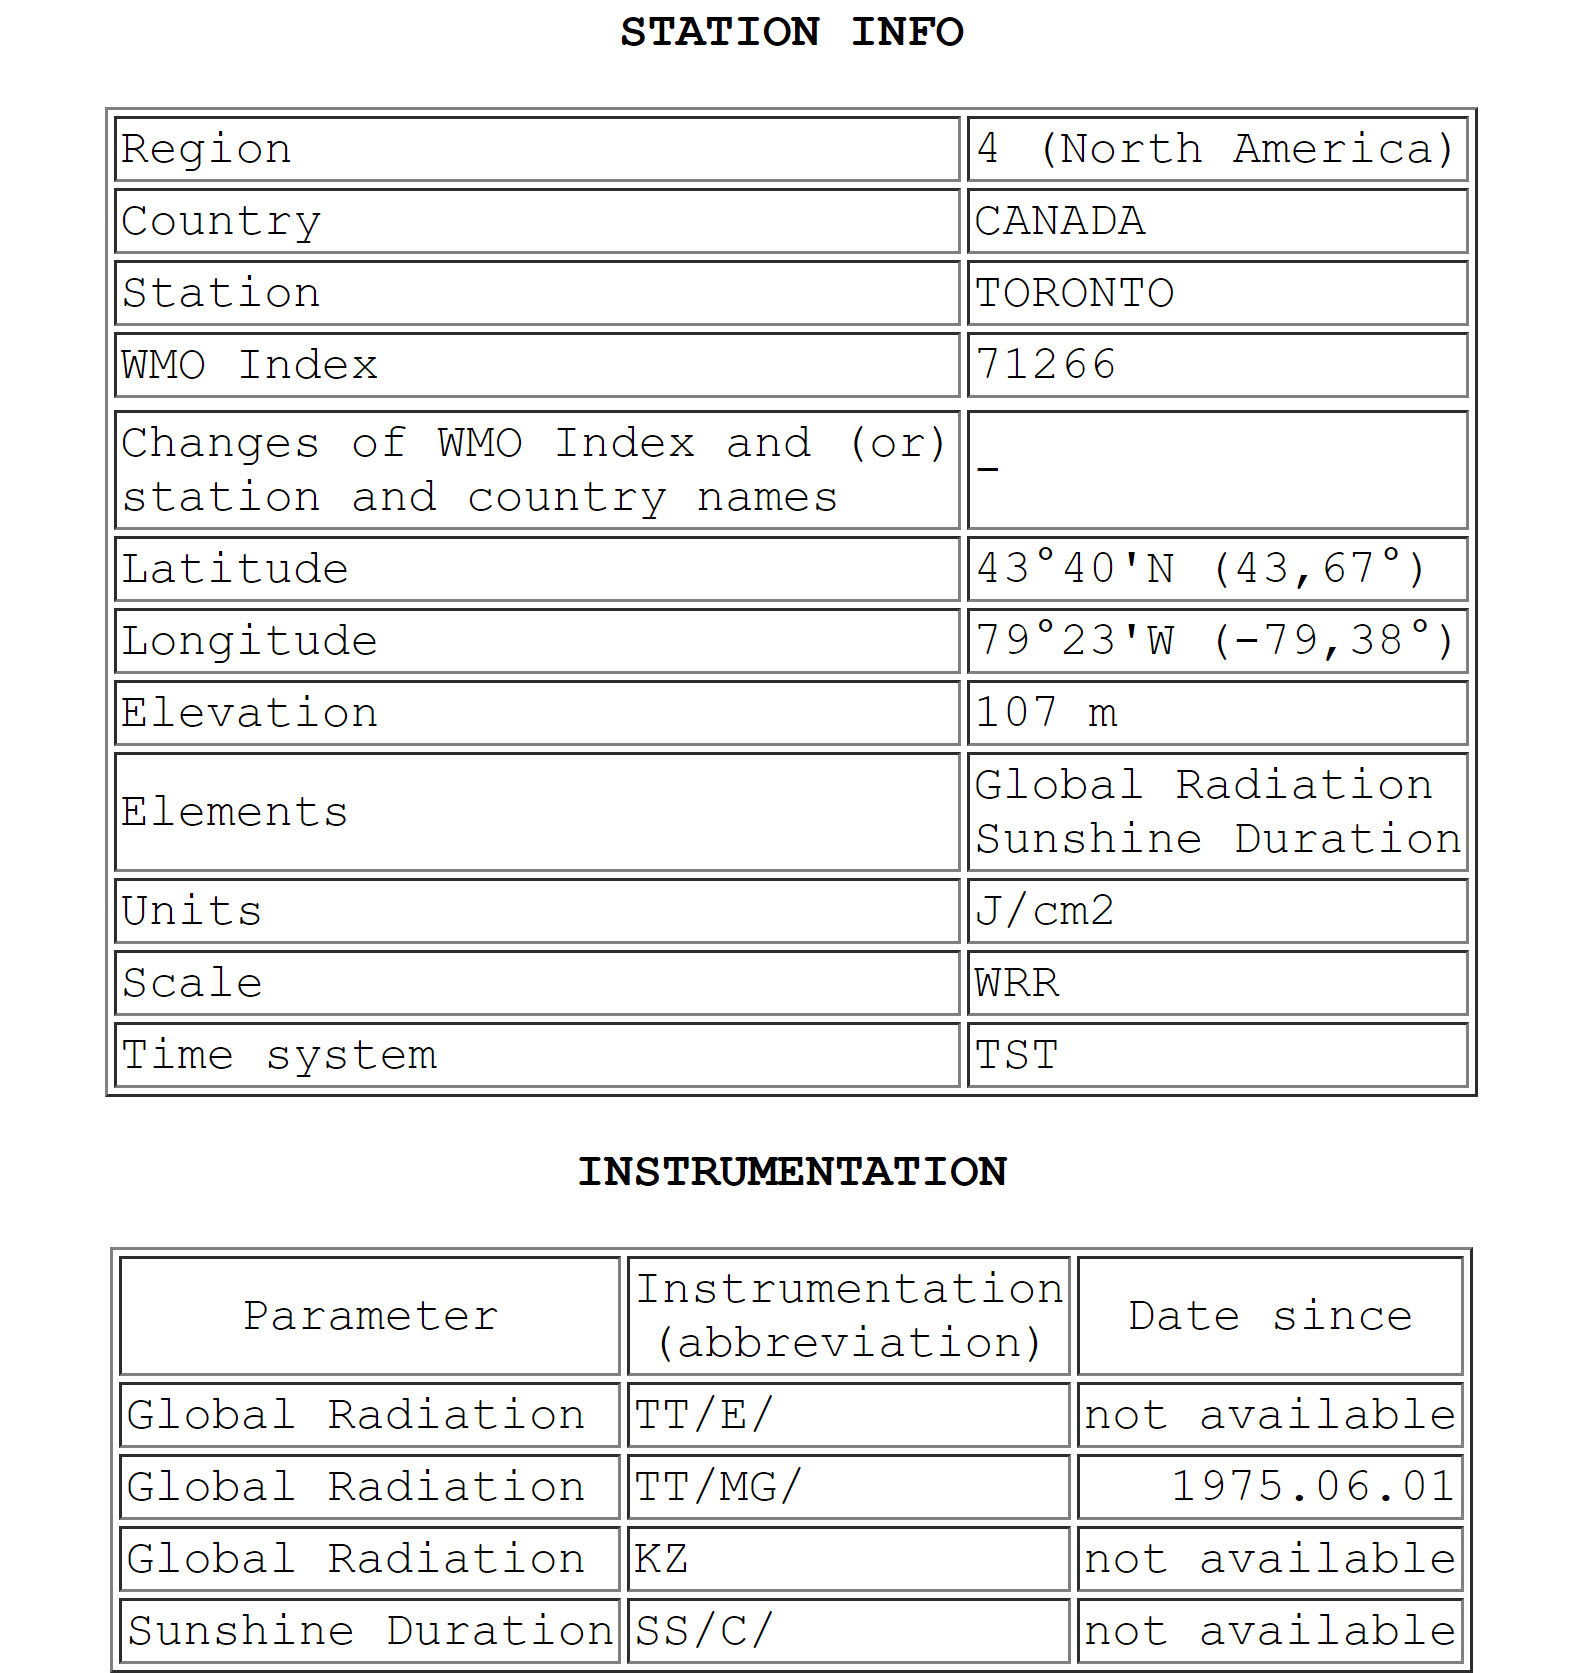 STATION INFO
Region 4 (North America)
Country CANADA
Station TORONTO
WMO Index 71266
Changes of WMO Index and (or)
station and country names -
Latitude 43°40'N (43,67°)
Longitude 79°23'W (-79,38°)
Elevation 107 m
Elements Global Radiation
Sunshine Duration
Units J/cm2
Scale WRR
Time system TST
INSTRUMENTATION
Parameter Instrumentation (abbreviation) Date since
Global Radiation TT/E/ not available
Global Radiation TT/MG/ 1975.06.01
Global Radiation KZ not available
Sunshine Duration SS/C/ not available